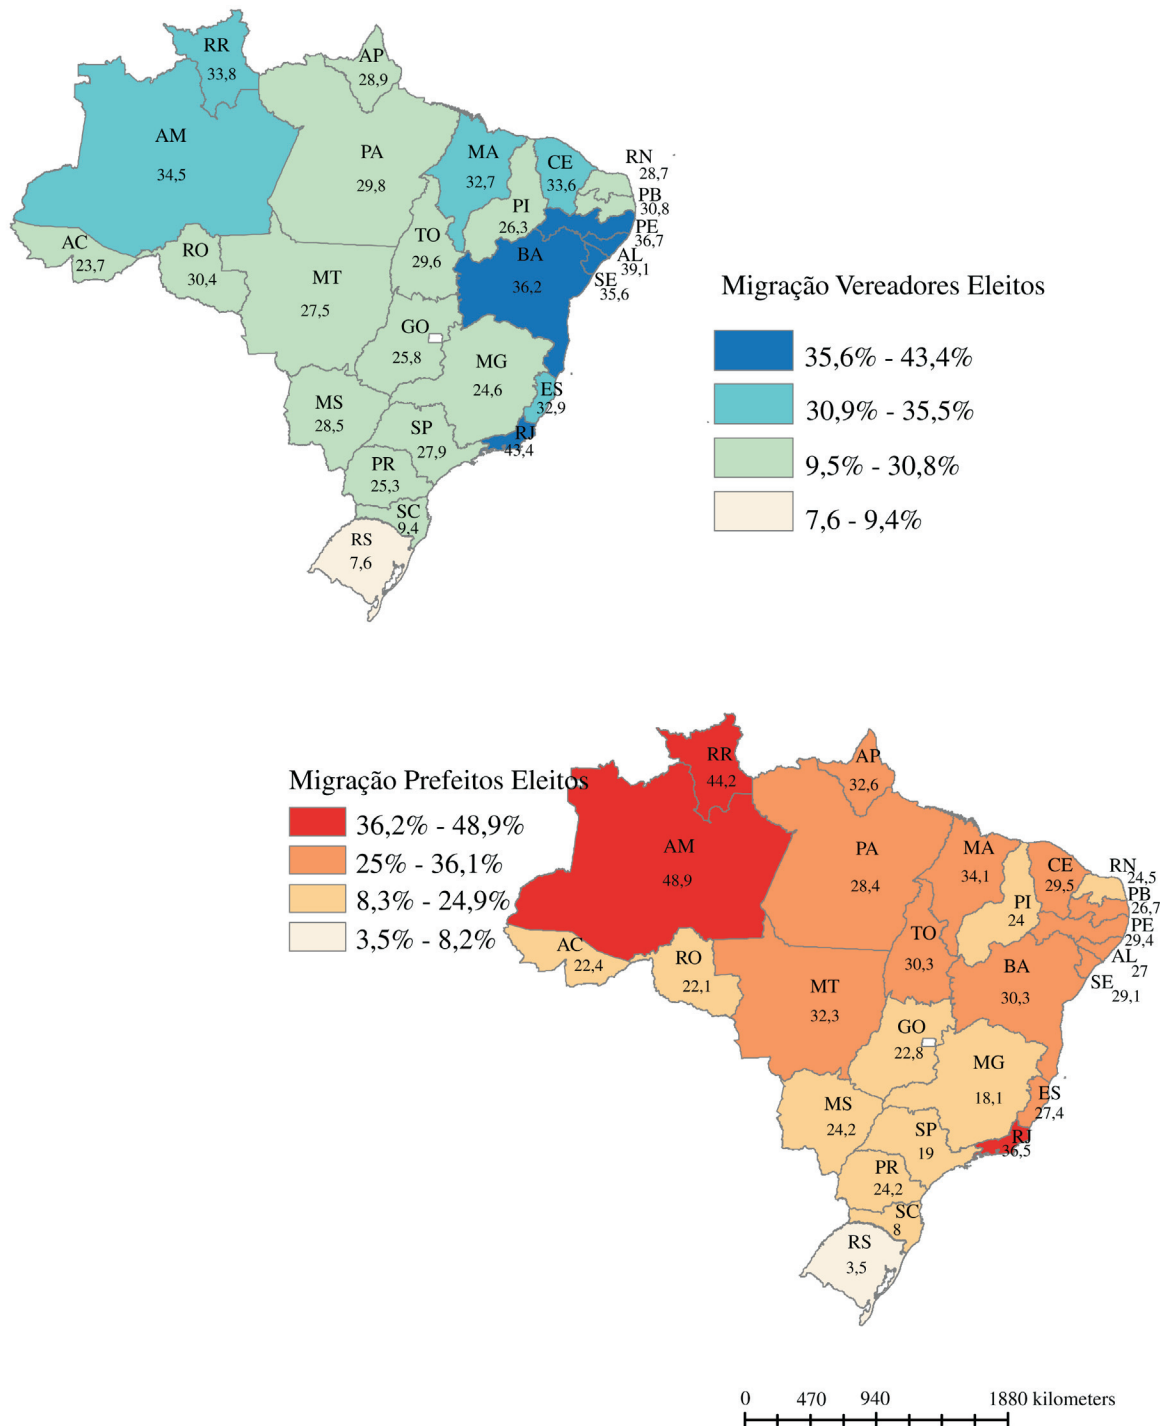 RR
33,8
AP
28,9
AM
34,5
PA
29,8
MA
32,7
CE
33,6
RN
28,7
PB
30,8
PI
26,3
PE
36,7
AL
39,1
SE
35,6
AC
23,7
RO
30,4
TO
29,6
BA
36,2
MT
27,5
GO
25,8
MG
24,6
ES
32,9
MS
28,5
SP
27,9
RJ
43,4
PR
25,3
SC
9,4
RS
7,6
Migração Vereadores Eleitos
35,6% - 43,4%
30,9% - 35,5%
9,5% - 30,8%
7,6 - 9,4%
Migração Prefeitos Eleitos
36,2% - 48,9%
25% - 36,1%
8,3% - 24,9%
3,5% - 8,2%
RR
44,2
AP
32,6
AM
48,9
PA
28,4
MA
34,1
CE
29,5
RN
24,5
PB
26,7
PI
24
PE
29,4
AL
27
SE
29,1
AC
22,4
RO
22,1
TO
30,3
BA
30,3
MT
32,3
GO
22,8
MG
18,1
ES
27,4
MS
24,2
SP
19
RJ
36,5
PR
24,2
SC
8
RS
3,5
0 470 940 1880 kilometers